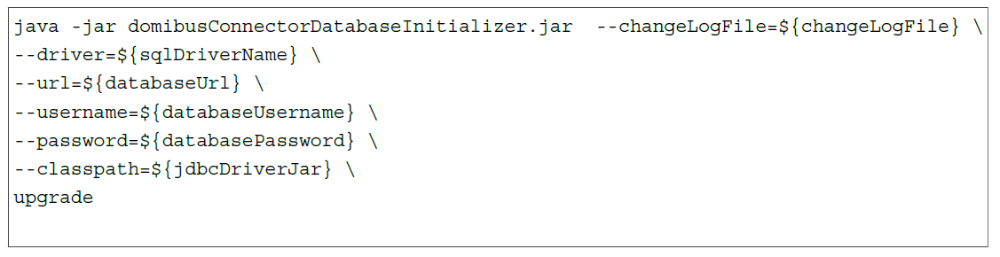 java -jar domibusConnectorDatabaseInitializer.jar  --changeLogFile=${changeLogFile} \
--driver=${sqlDriverName} \
--url=${databaseUrl} \
--username=${databaseUsername} \
--password=${databasePassword} \
--classpath=${jdbcDriverJar} \
upgrade